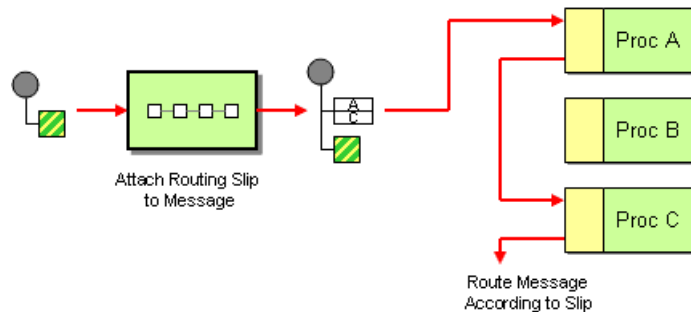 Attach Routing Slip
to Message
A
C
Proc A
Proc B
Proc C
Route Message
According to Slip